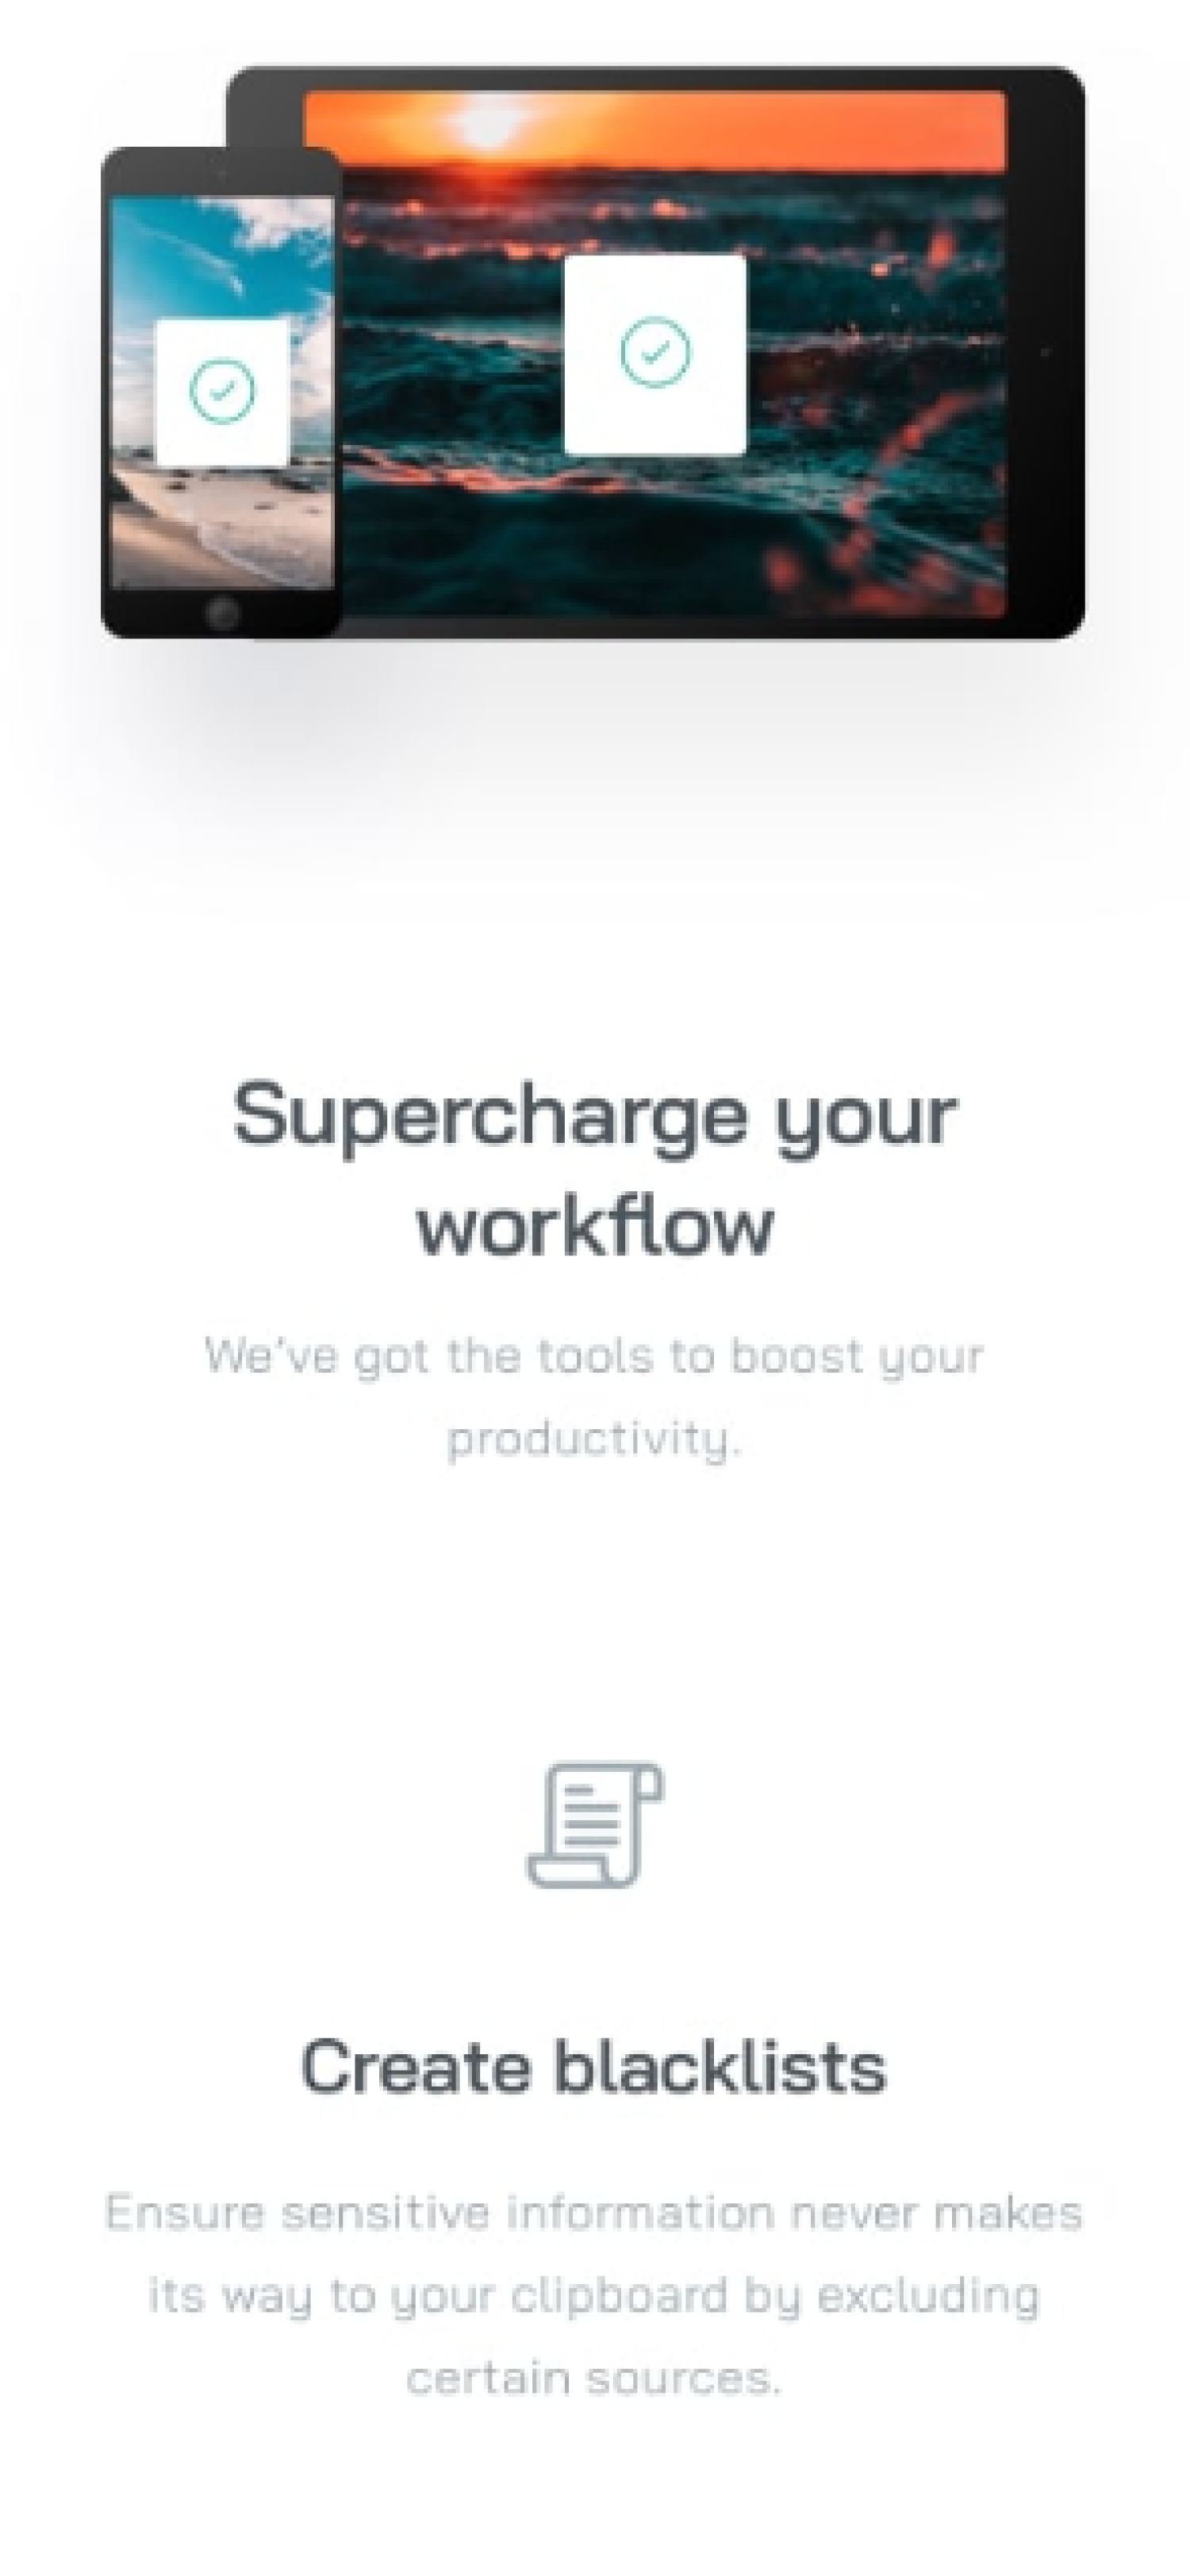 Supercharge your
workflow
We've got the tools to boost your
productivity.
Create blacklists
Ensure sensitive information never makes
its way to your clipboard by excluding
certain sources.